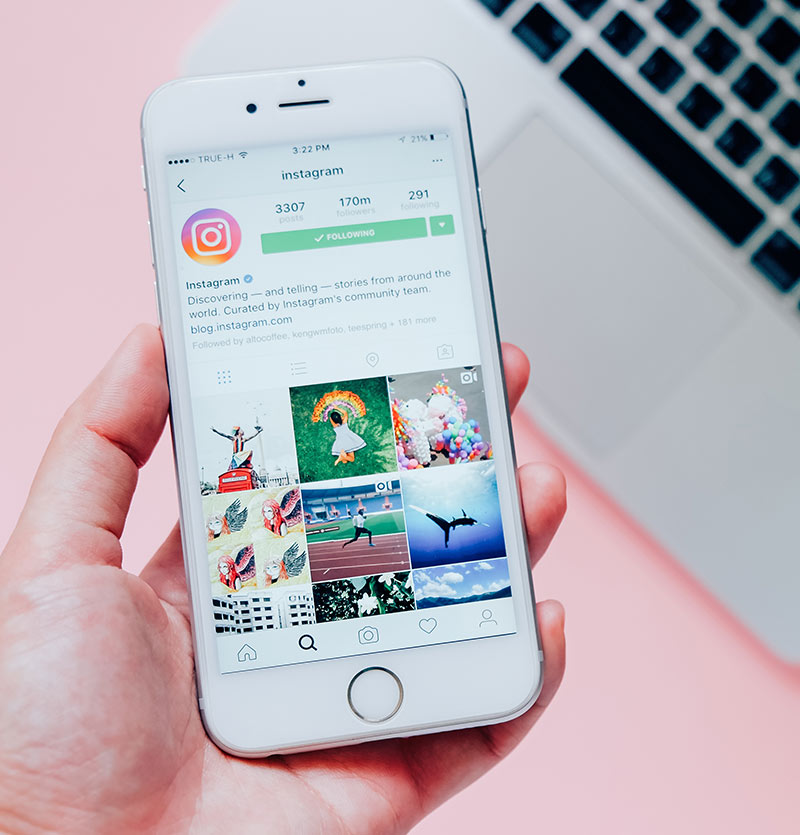 TRUE-H 3:22 PM 21%
instagram
3307 170m 291
posts followers following
FOLLOWING
Instagram
Discovering — and telling — stories from around the
world. Curated by Instagram's community team.
blog.instagram.com
Followed by altocoffee, kengwmfoto, teespring + 181 more